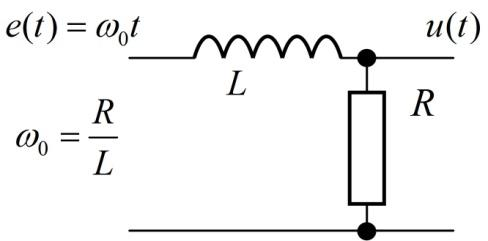 e(t) = ω₀t
u(t)
L
R
ω₀ = R/L